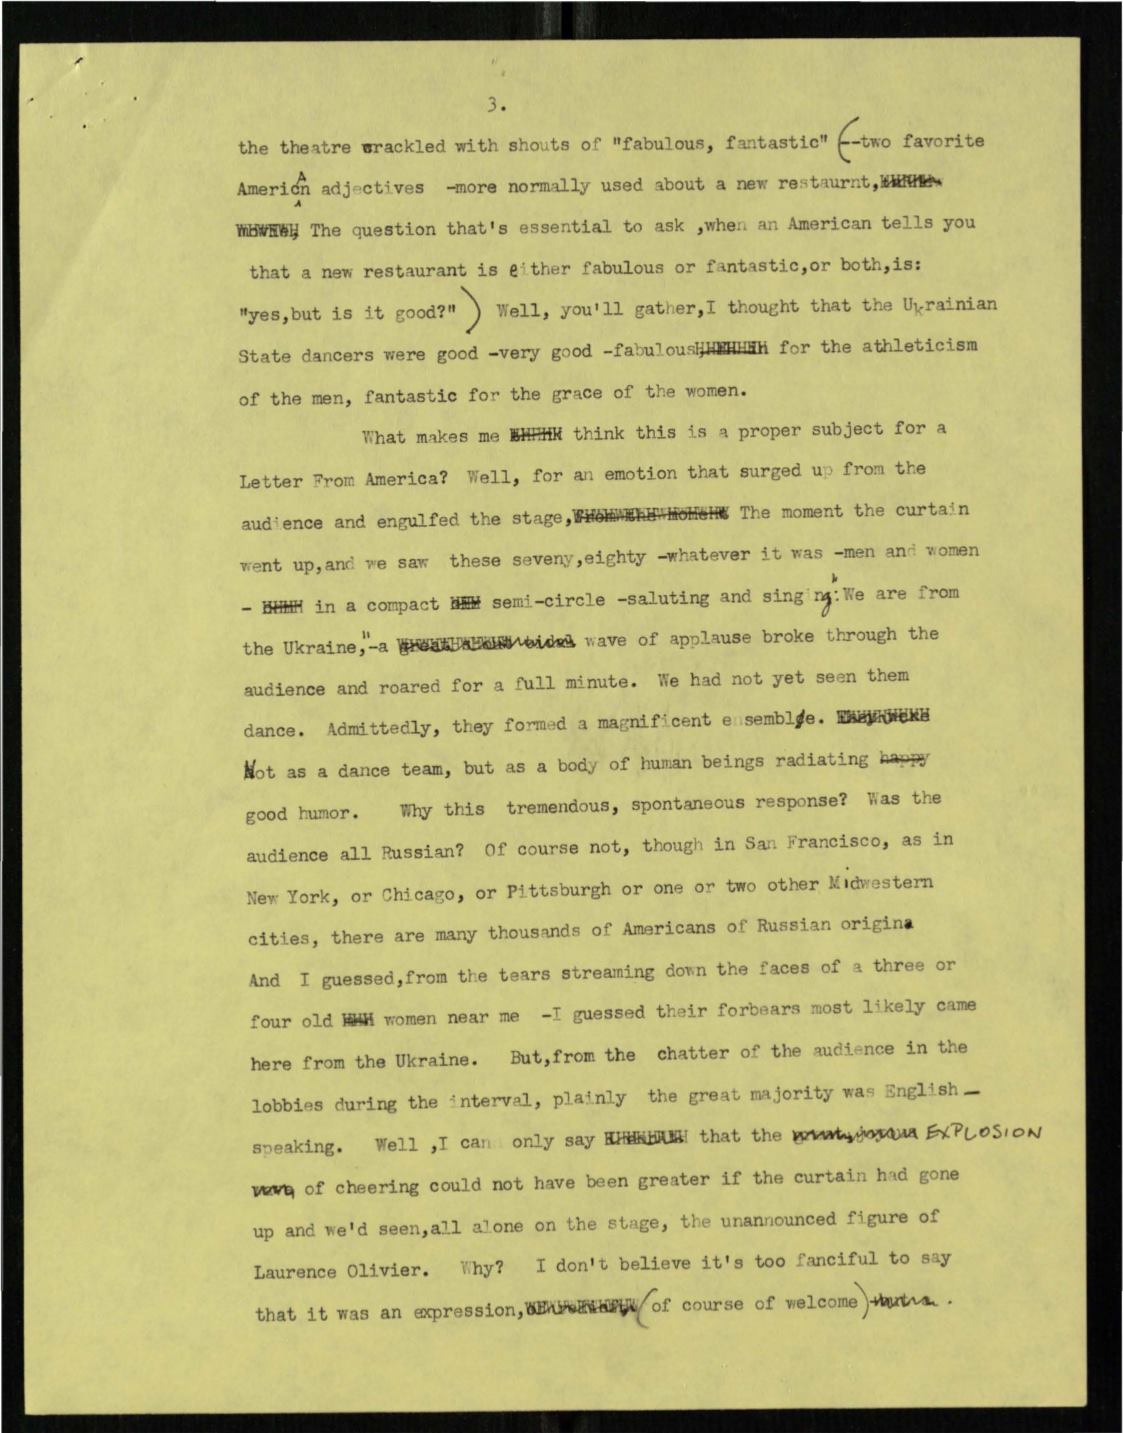 3.
the theatre wrackled with shouts of "fabulous, fantastic" (--two favorite
American adjectives -more normally used about a new restaurnt,
The question that's essential to ask ,when an American tells you
that a new restaurant is either fabulous or fantastic,or both,is:
"yes,but is it good?") Well, you'll gather,I thought that the Ukrainian
State dancers were good -very good -fabulous for the athleticism
of the men, fantastic for the grace of the women.
What makes me think this is a proper subject for a
Letter From America? Well, for an emotion that surged up from the
audience and engulfed the stage, The moment the curtain
went up,and we saw these seveny,eighty -whatever it was -men and women
- in a compact semi-circle -saluting and singing:"We are from
the Ukraine,"-a wave of applause broke through the
audience and roared for a full minute. We had not yet seen them
dance. Admittedly, they formed a magnificent ensemble.
Not as a dance team, but as a body of human beings radiating happy
good humor. Why this tremendous, spontaneous response? Was the
audience all Russian? Of course not, though in San Francisco, as in
New York, or Chicago, or Pittsburgh or one or two other Midwestern
cities, there are many thousands of Americans of Russian origin.
And I guessed,from the tears streaming down the faces of a three or
four old women near me -I guessed their forbears most likely came
here from the Ukraine. But,from the chatter of the audience in the
lobbies during the interval, plainly the great majority was English-
speaking. Well ,I can only say that the EXPLOSION
of cheering could not have been greater if the curtain had gone
up and we'd seen,all alone on the stage, the unannounced figure of
Laurence Olivier. Why? I don't believe it's too fanciful to say
that it was an expression, (of course of welcome) .